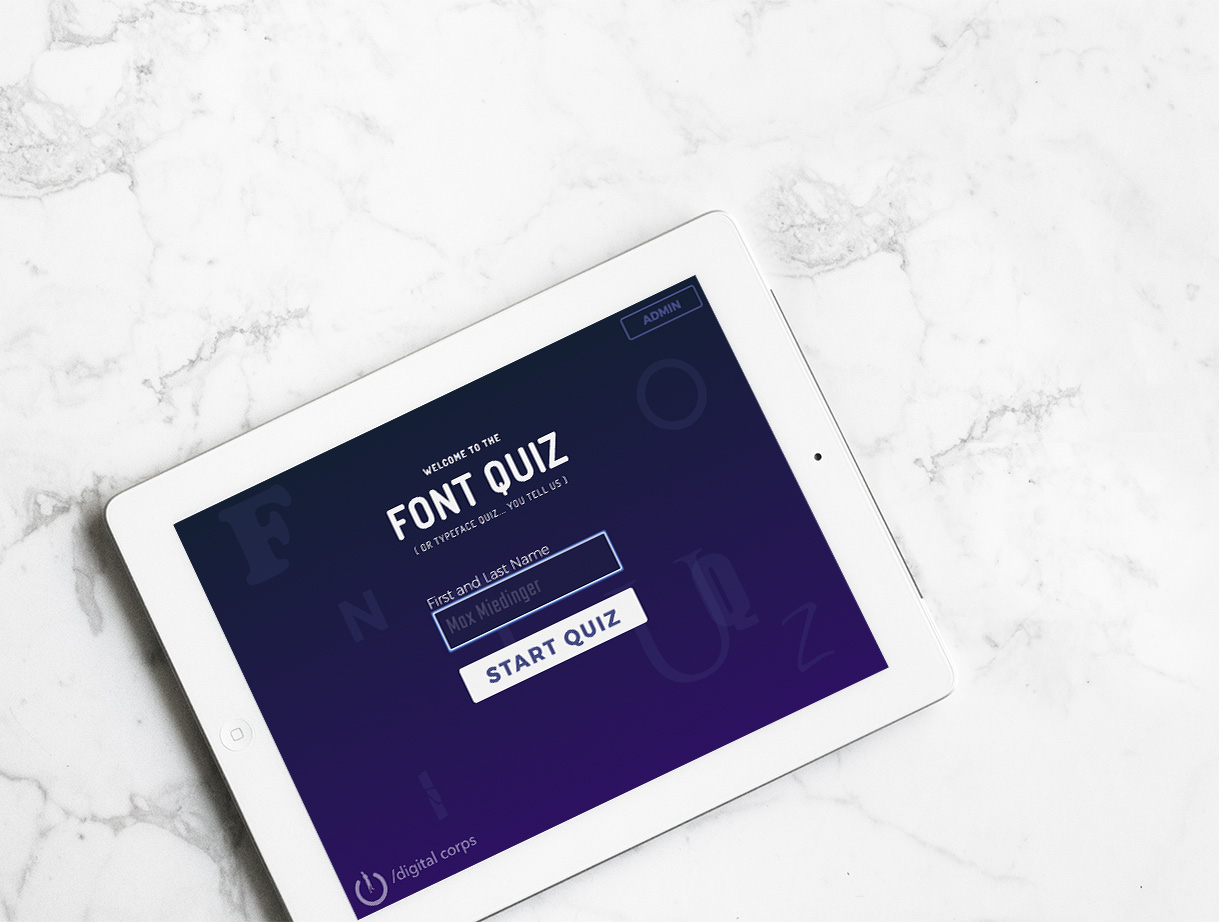 ADMIN
WELCOME TO THE
FONT QUIZ
( OR TYPEFACE QUIZ... YOU TELL US )
First and Last Name
Max Miedinger
START QUIZ
F
O
N
T
Q
U
I
Z
/digital corps